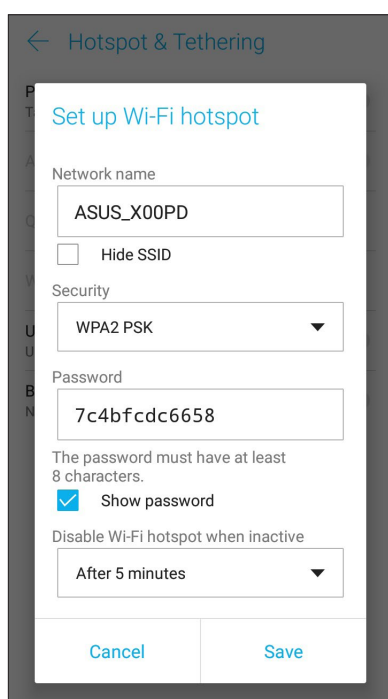 Hotspot & Tethering
Set up Wi-Fi hotspot
Network name
ASUS_X00PD
Hide SSID
Security
WPA2 PSK
Password
7c4bfcdc6658
The password must have at least
8 characters.
Show password
Disable Wi-Fi hotspot when inactive
After 5 minutes
Cancel
Save